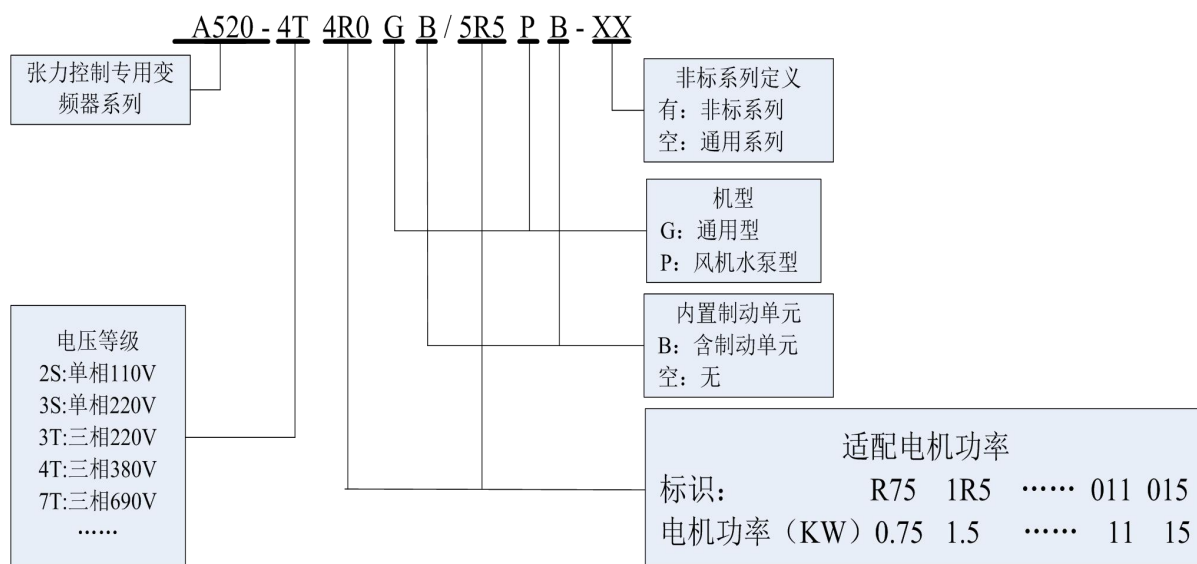 A520-4T 4R0 G B/5R5 P B-XX
张力控制专用变
频器系列
非标系列定义
有：非标系列
空：通用系列
机型
G：通用型
P：风机水泵型
内置制动单元
B：含制动单元
空：无
电压等级
2S:单相110V
3S:单相220V
3T:三相220V
4T:三相380V
7T:三相690V
……
适配电机功率
标识： R75 1R5 …… 011 015
电机功率（KW）0.75 1.5 …… 11 15